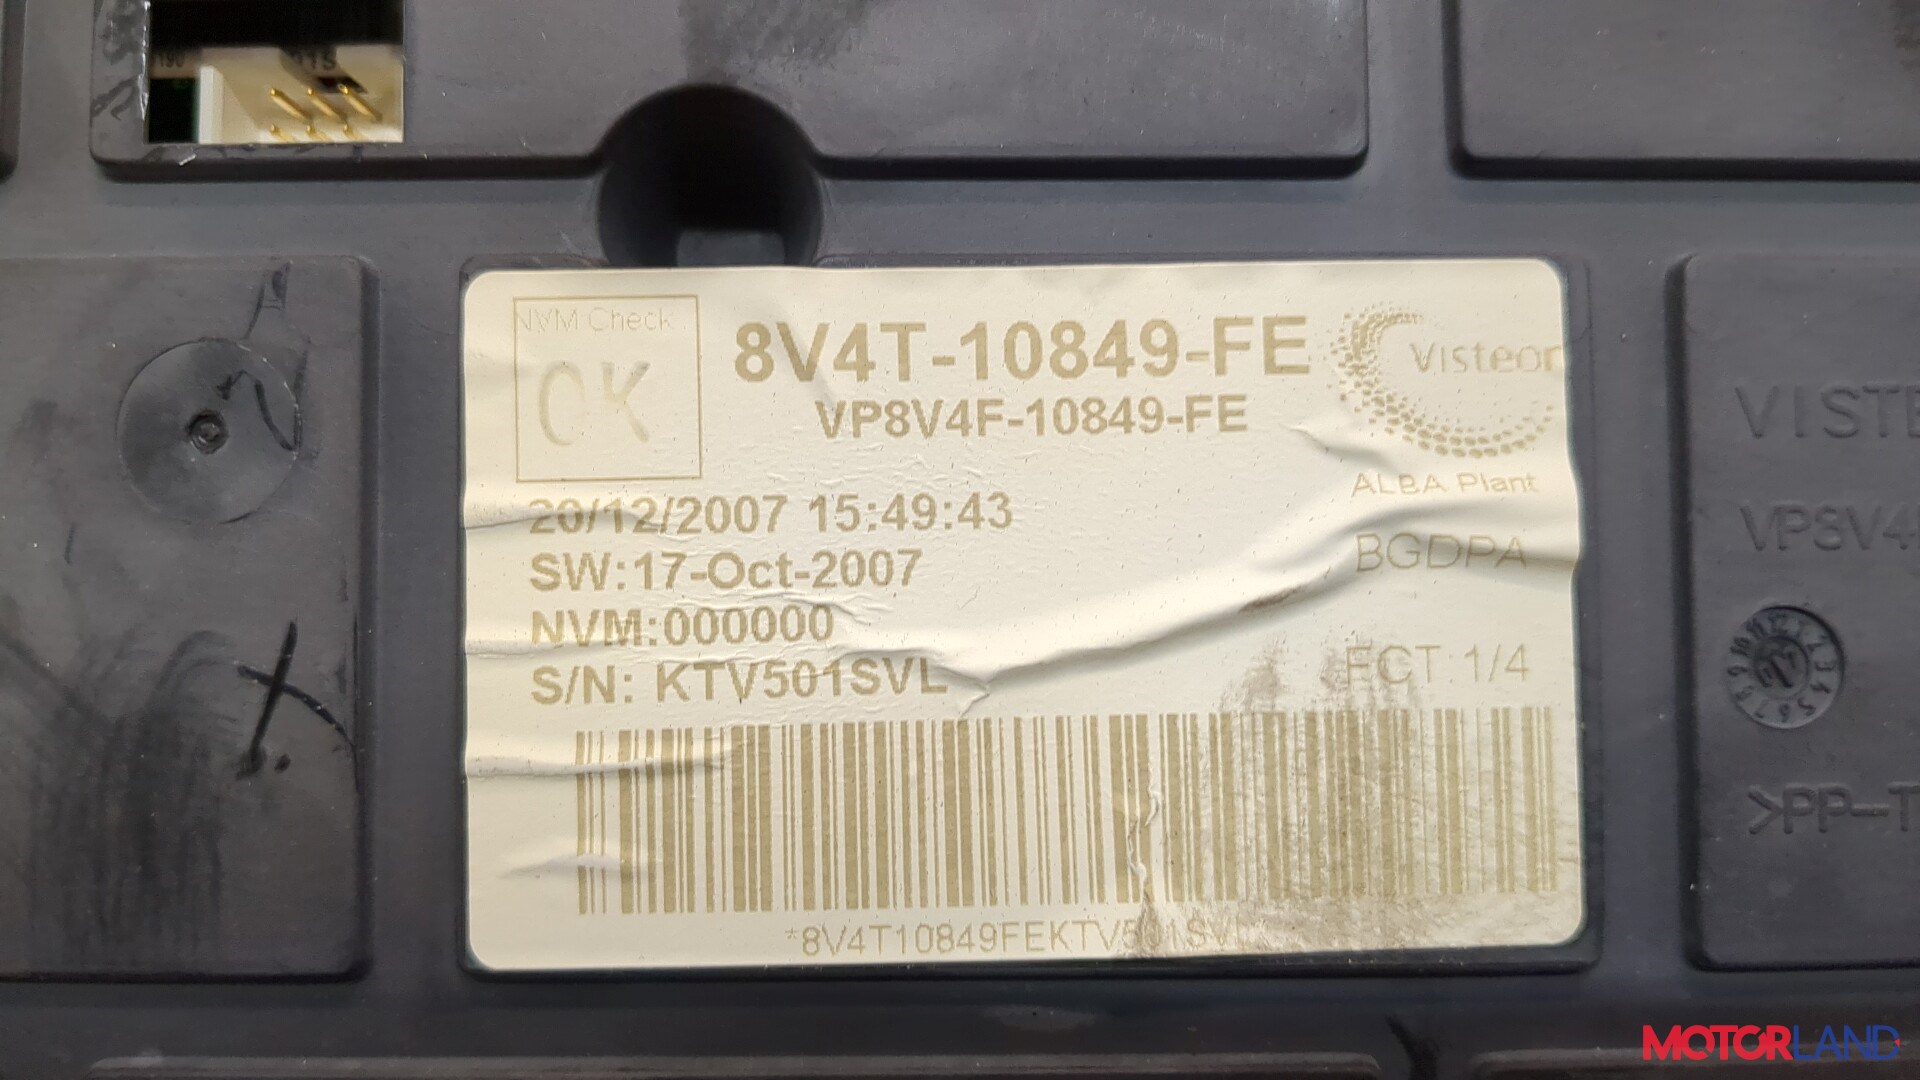 NVM Check
OK
8V4T-10849-FE
VP8V4F-10849-FE
Visteon
ALBA Plant
20/12/2007 15:49:43
SW:17-Oct-2007
BGDPA
NVM:000000
S/N: KTV501SVL
FCT:1/4
*8V4T10849FEKTV501SVL*
VISTE
VP8V4
>PP-T
MOTORLAND